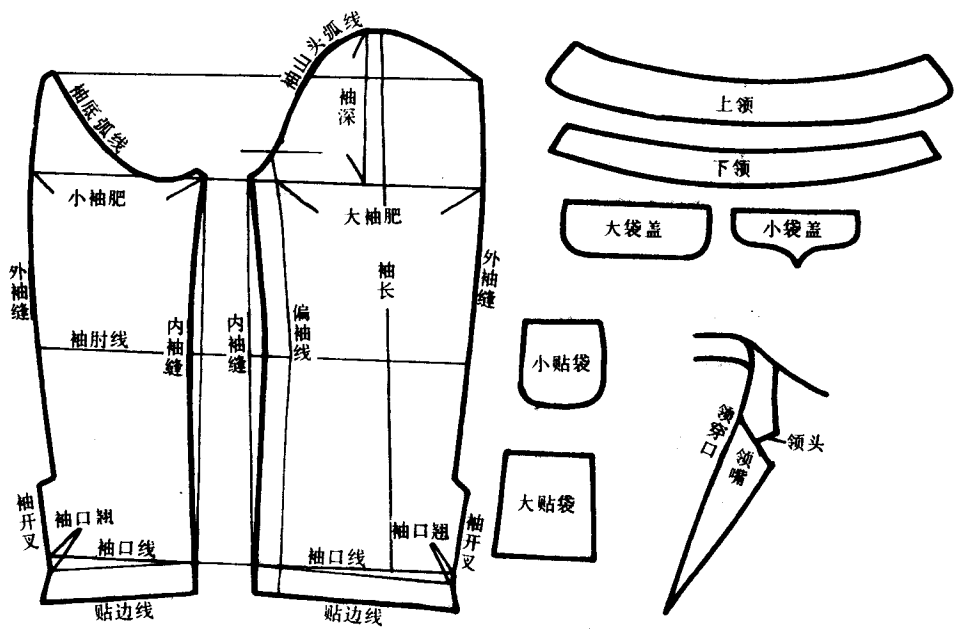 袖山头弧线
袖底弧线
袖深
上领
下领
小袖肥
大袖肥
大袋盖
小袋盖
外袖缝
袖长
外袖缝
袖肘线
内袖缝
内袖缝
偏袖线
小贴袋
领穿口
领头
领嘴
大贴袋
袖开叉
袖口翘
袖口线
袖口翘
袖开叉
袖口线
贴边线
贴边线